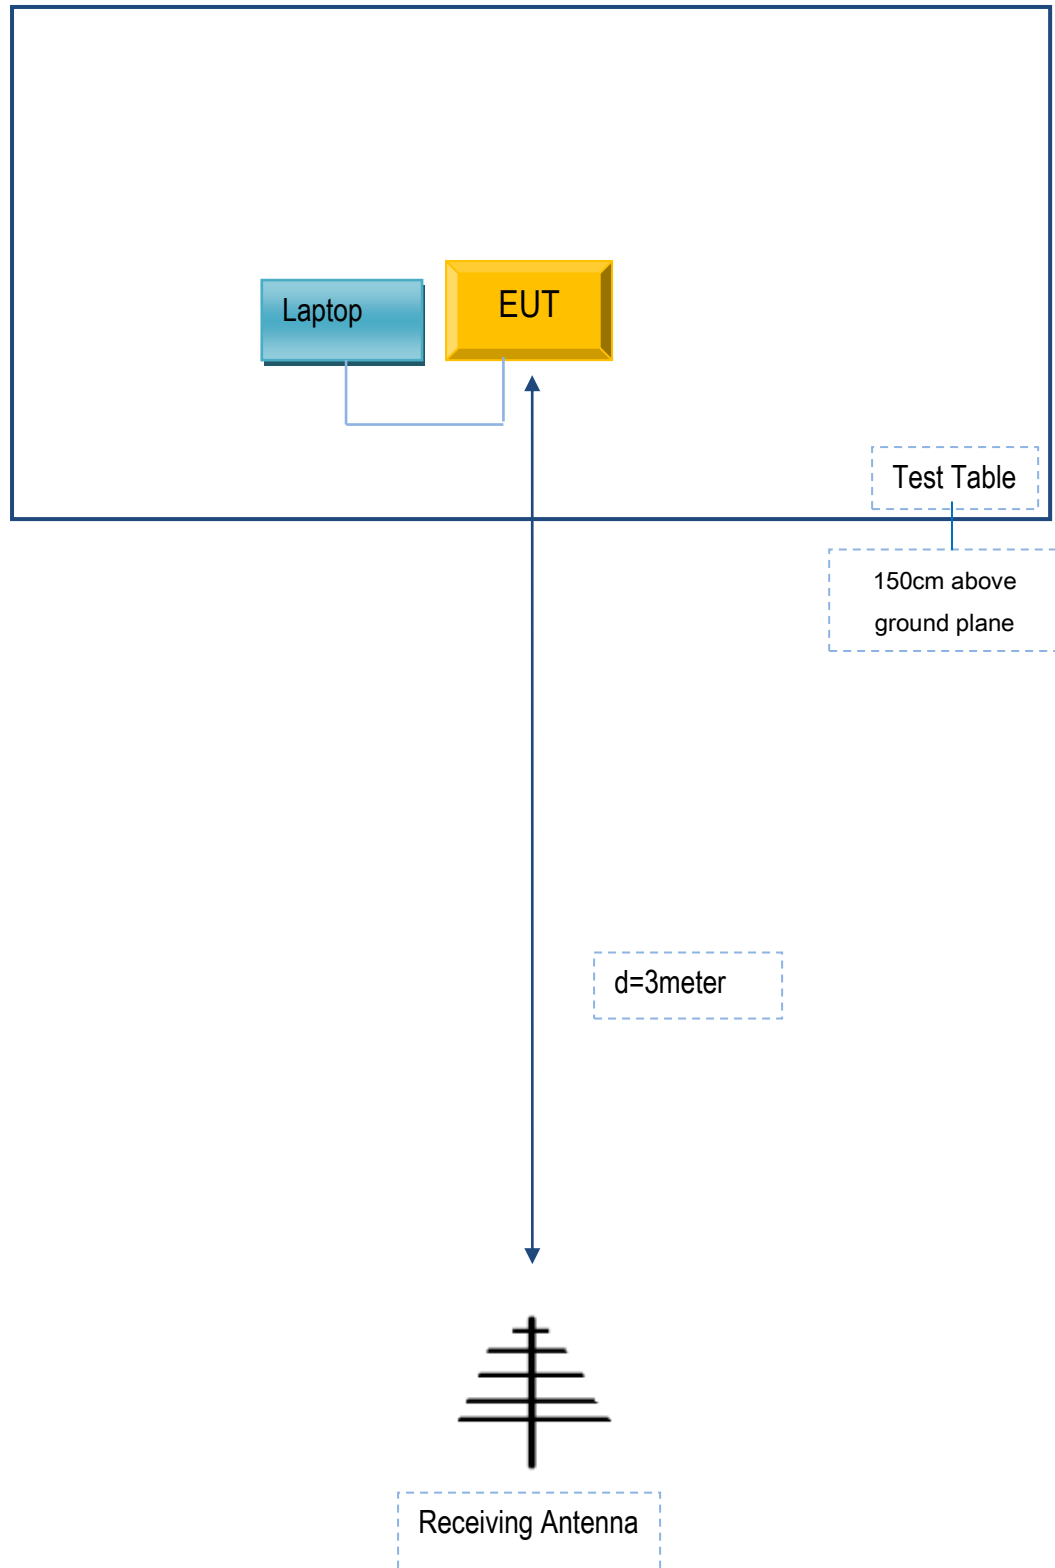 Laptop
EUT
Test Table
150cm above
ground plane
d=3meter
Receiving Antenna